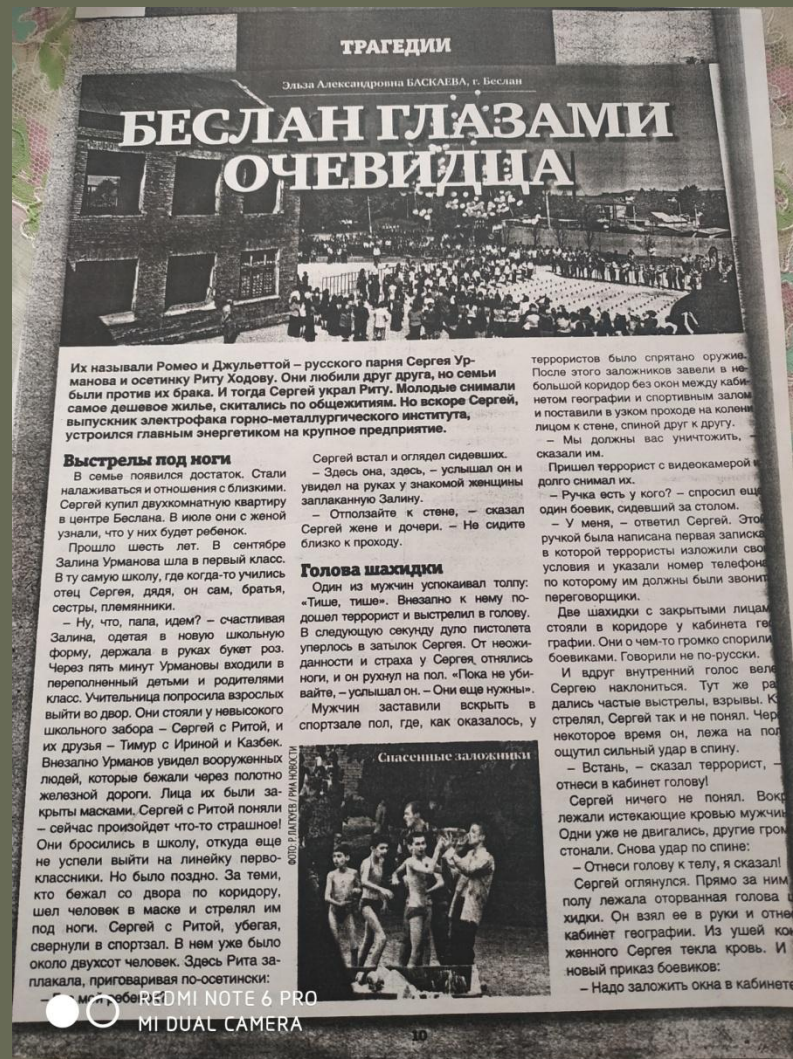 ТРАГЕДИИ
Эльза Александровна БАСКАЕВА, г. Беслан
БЕСЛАН ГЛАЗАМИ
ОЧЕВИДЦА
Их называли Ромео и Джульеттой – русского парня Сергея Ур-
манова и осетинку Риту Ходову. Они любили друг друга, но семьи
были против их брака. И тогда Сергей украл Риту. Молодые снимали
самое дешевое жилье, скитались по общежитиям. Но вскоре Сергей,
выпускник электрофака горно-металлургического института,
устроился главным энергетиком на крупное предприятие.
Выстрелы под ноги
В семье появился достаток. Стали
налаживаться и отношения с близкими.
Сергей купил двухкомнатную квартиру
в центре Беслана. В июле они с женой
узнали, что у них будет ребенок.
Прошло шесть лет. В сентябре
Залина Урманова шла в первый класс.
В ту самую школу, где когда-то учились
отец Сергея, дядя, он сам, братья,
сестры, племянники.
– Ну, что, папа, идем? – счастливая
Залина, одетая в новую школьную
форму, держала в руках букет роз.
Через пять минут Урмановы входили в
переполненный детьми и родителями
класс. Учительница попросила взрослых
выйти во двор. Они стояли у невысокого
школьного забора – Сергей с Ритой, и
их друзья – Тимур с Ириной и Казбек.
Внезапно Урманов увидел вооруженных
людей, которые бежали через полотно
железной дороги. Лица их были за-
крыты масками. Сергей с Ритой поняли
– сейчас произойдет что-то страшное!
Они бросились в школу, откуда еще
не успели выйти на линейку перво-
классники. Но было поздно. За теми,
кто бежал со двора по коридору,
шел человек в маске и стрелял им
под ноги. Сергей с Ритой, убегая,
свернули в спортзал. В нем уже было
около двухсот человек. Здесь Рита за-
плакала, приговаривая по-осетински:
мой ребенок?
Сергей встал и оглядел сидевших.
– Здесь она, здесь, – услышал он и
увидел на руках у знакомой женщины
заплаканную Залину.
– Отползайте к стене, – сказал
Сергей жене и дочери. – Не сидите
близко к проходу.
Голова шахидки
Один из мужчин успокаивал толпу:
«Тише, тише». Внезапно к нему по-
дошел террорист и выстрелил в голову.
В следующую секунду дуло пистолета
уперлось в затылок Сергея. От неожи-
данности и страха у Сергея отнялись
ноги, и он рухнул на пол. «Пока не уби-
вайте, – услышал он. – Они еще нужны».
Мужчин заставили вскрыть в
спортзале пол, где, как оказалось, у
ФОТО: Р. ЛАГКУЕВ / РИА НОВОСТИ
Спасенные заложники
террористов было спрятано оружие.
После этого заложников завели в не-
большой коридор без окон между каби-
нетом географии и спортивным залом
и поставили в узком проходе на колени
лицом к стене, спиной друг к другу.
– Мы должны вас уничтожить, –
сказали им.
Пришел террорист с видеокамерой и
долго снимал их.
– Ручка есть у кого? – спросил ещё
один боевик, сидевший за столом.
– У меня, – ответил Сергей. Этой
ручкой была написана первая записка
в которой террористы изложили свои
условия и указали номер телефона
по которому им должны были звонит
переговорщики.
Две шахидки с закрытыми лицам
стояли в коридоре у кабинета гео
графии. Они о чем-то громко спорили
боевиками. Говорили не по-русски.
И вдруг внутренний голос веле
Сергею наклониться. Тут же ра
дались частые выстрелы, взрывы. К
стрелял, Сергей так и не понял. Чере
некоторое время он, лежа на пол
ощутил сильный удар в спину.
– Встань, – сказал террорист, –
отнеси в кабинет голову!
Сергей ничего не понял. Вокр
лежали истекающие кровью мужчин
Одни уже не двигались, другие гром
стонали. Снова удар по спине:
– Отнеси голову к телу, я сказал!
Сергей оглянулся. Прямо за ним
полу лежала оторванная голова
хидки. Он взял ее в руки и отне
кабинет географии. Из ушей кон
женного Сергея текла кровь. И
новый приказ боевиков:
– Надо заложить окна в кабинете
10
REDMI NOTE 6 PRO
MI DUAL CAMERA